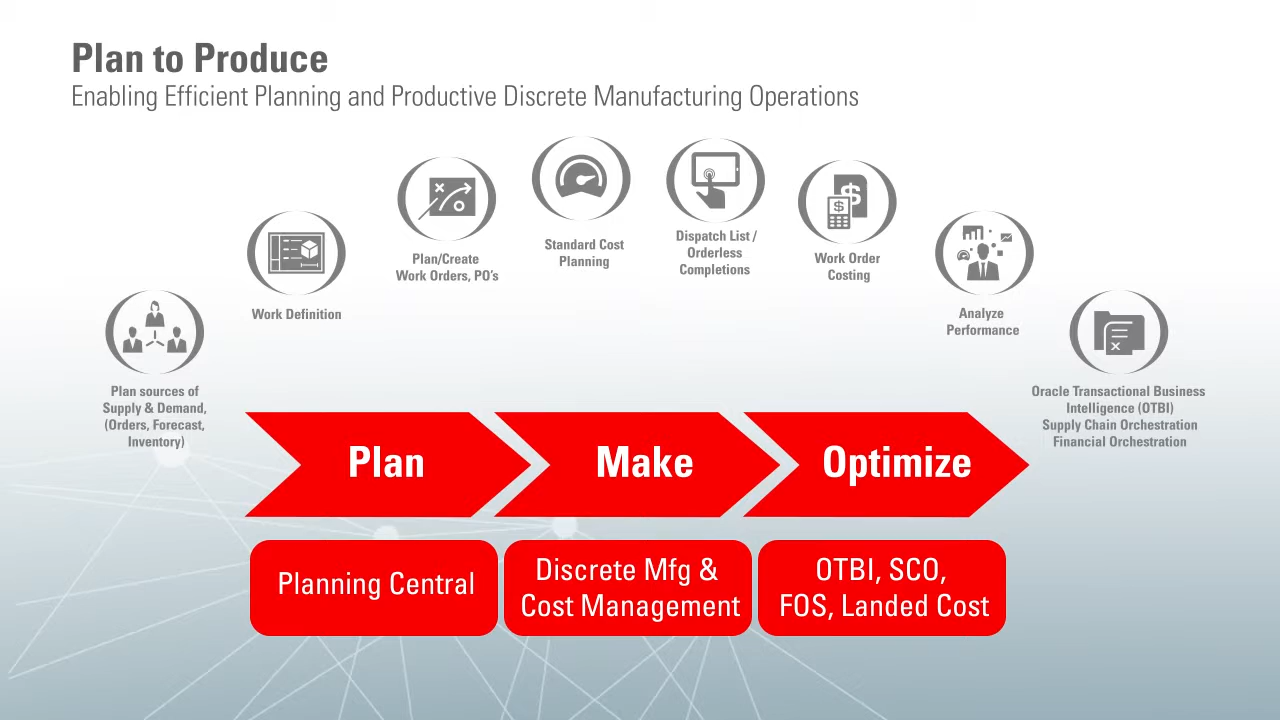 Plan to Produce
Enabling Efficient Planning and Productive Discrete Manufacturing Operations
Plan sources of
Supply & Demand,
(Orders, Forecast,
Inventory)
Work Definition
Plan/Create
Work Orders, PO's
Standard Cost
Planning
Dispatch List /
Orderless
Completions
Work Order
Costing
Analyze
Performance
Oracle Transactional Business
Intelligence (OTBI)
Supply Chain Orchestration
Financial Orchestration
Plan
Make
Optimize
Planning Central
Discrete Mfg &
Cost Management
OTBI, SCO,
FOS, Landed Cost